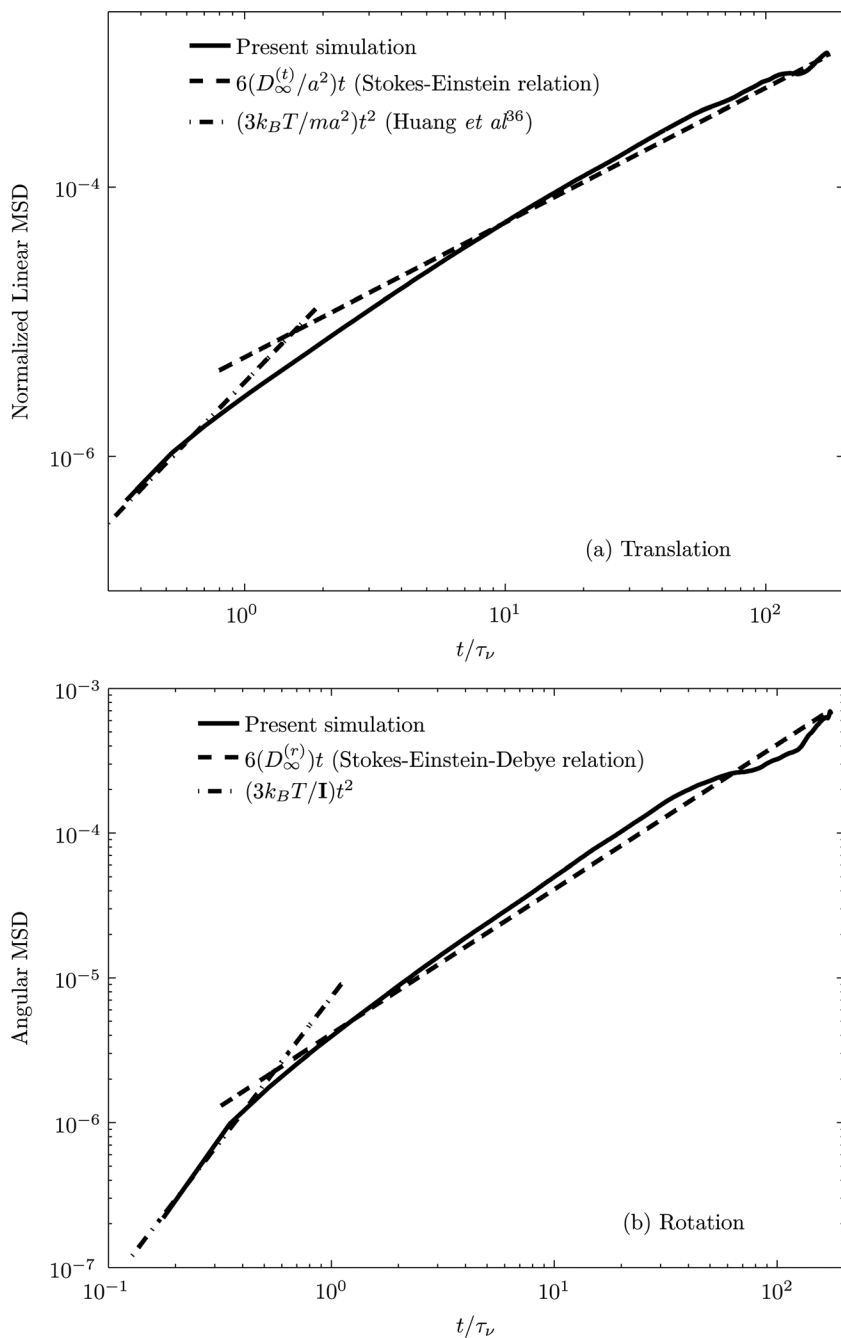 Present simulation
6(D∞^(t)/a²)t (Stokes-Einstein relation)
(3k_BT/ma²)t² (Huang et al³⁶)
Normalized Linear MSD
10⁻⁴
10⁻⁶
(a) Translation
10⁰ 10¹ 10²
t/τ_ν
10⁻³
Present simulation
6(D∞^(r))t (Stokes-Einstein-Debye relation)
(3k_BT/I)t²
10⁻⁴
Angular MSD
10⁻⁵
10⁻⁶
(b) Rotation
10⁻⁷
10⁻¹ 10⁰ 10¹ 10²
t/τ_ν